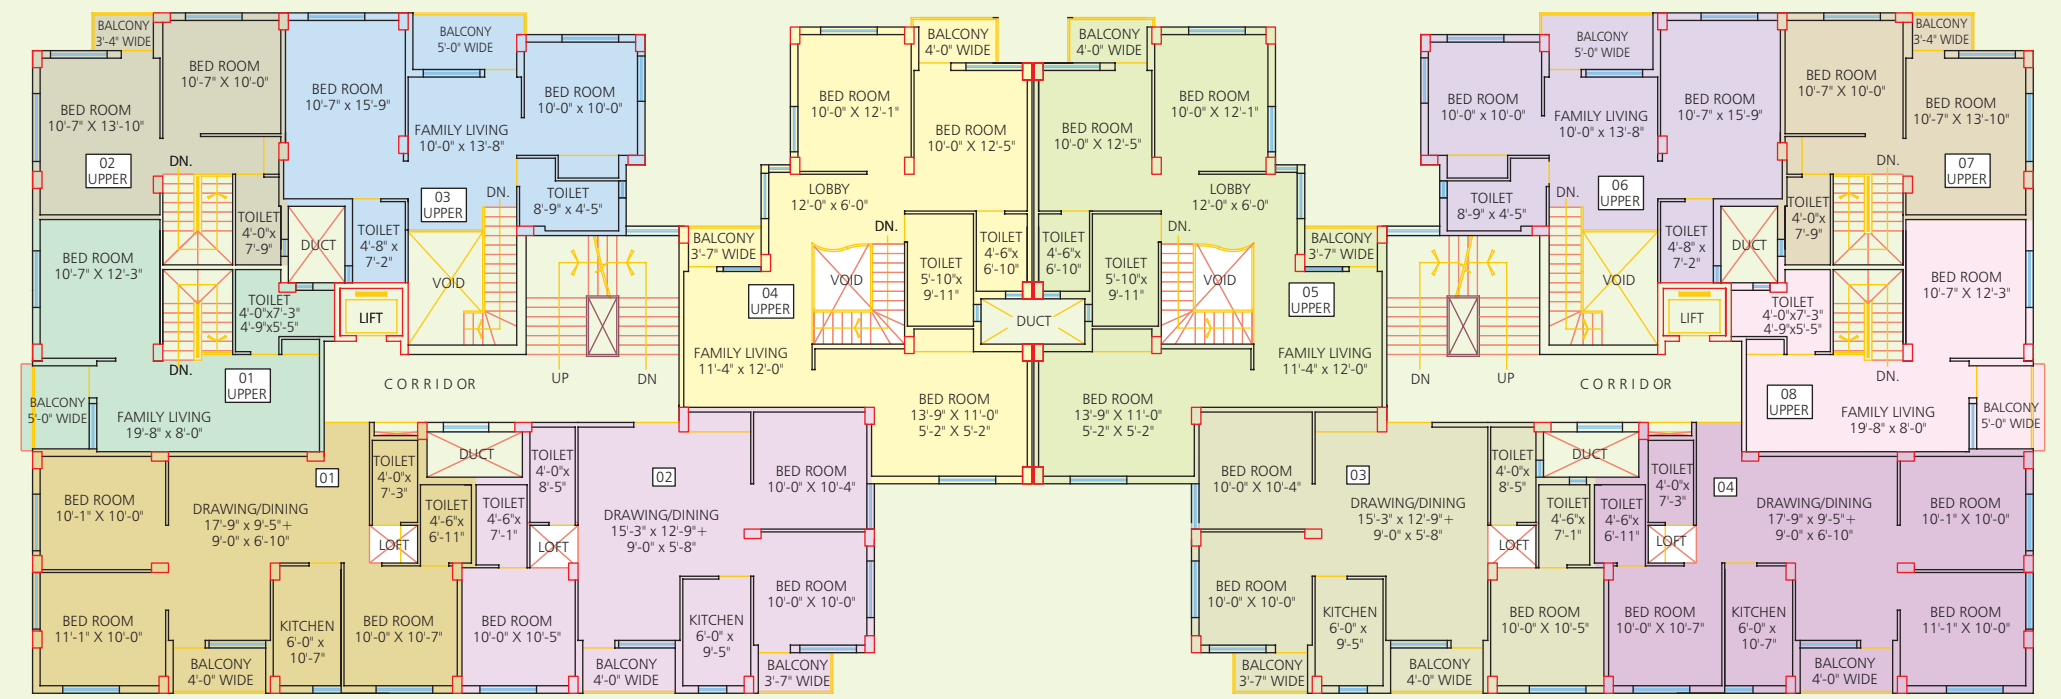 BALCONY
3'-4" WIDE
BED ROOM
10'-7" X 10'-0"
BED ROOM
10'-7" X 13'-10"
02
UPPER
DN.
TOILET
4'-0"x
7'-9"
BED ROOM
10'-7" x 15'-9"
BALCONY
5'-0" WIDE
BED ROOM
10'-0" x 10'-0"
FAMILY LIVING
10'-0" x 13'-8"
03
UPPER
DN.
TOILET
8'-9" x 4'-5"
DUCT
TOILET
4'-8" x
7'-2"
VOID
LIFT
BED ROOM
10'-7" X 12'-3"
TOILET
4'-0"x7'-3"
4'-9"x5'-5"
DN.
01
UPPER
BALCONY
5'-0" WIDE
FAMILY LIVING
19'-8" x 8'-0"
CORRIDOR
UP
DN
BALCONY
4'-0" WIDE
BED ROOM
10'-0" X 12'-1"
BED ROOM
10'-0" X 12'-5"
LOBBY
12'-0" x 6'-0"
DN.
BALCONY
3'-7" WIDE
04
UPPER
VOID
TOILET
5'-10"x
9'-11"
TOILET
4'-6"x
6'-10"
DUCT
FAMILY LIVING
11'-4" x 12'-0"
BED ROOM
13'-9" X 11'-0"
5'-2" X 5'-2"
BALCONY
4'-0" WIDE
BED ROOM
10'-0" X 12'-1"
BED ROOM
10'-0" X 12'-5"
LOBBY
12'-0" x 6'-0"
DN.
TOILET
4'-6"x
6'-10"
TOILET
5'-10"x
9'-11"
VOID
05
UPPER
BALCONY
3'-7" WIDE
FAMILY LIVING
11'-4" x 12'-0"
BED ROOM
13'-9" X 11'-0"
5'-2" X 5'-2"
BALCONY
5'-0" WIDE
BED ROOM
10'-0" X 10'-0"
FAMILY LIVING
10'-0" x 13'-8"
BED ROOM
10'-7" x 15'-9"
TOILET
8'-9" x 4'-5"
DN.
06
UPPER
TOILET
4'-8" x
7'-2"
DUCT
VOID
LIFT
DN
UP
CORRIDOR
BED ROOM
10'-7" X 10'-0"
BALCONY
3'-4" WIDE
BED ROOM
10'-7" X 13'-10"
DN.
07
UPPER
TOILET
4'-0"x
7'-9"
BED ROOM
10'-7" X 12'-3"
TOILET
4'-0"x7'-3"
4'-9"x5'-5"
DN.
08
UPPER
FAMILY LIVING
19'-8" x 8'-0"
BALCONY
5'-0" WIDE
BED ROOM
10'-1" X 10'-0"
DRAWING/DINING
17'-9" x 9'-5"+
9'-0" x 6'-10"
01
TOILET
4'-0"x
7'-3"
DUCT
TOILET
4'-6"x
6'-11"
LOFT
BED ROOM
11'-1" X 10'-0"
BALCONY
4'-0" WIDE
KITCHEN
6'-0" x
10'-7"
BED ROOM
10'-0" X 10'-7"
TOILET
4'-0"x
8'-5"
TOILET
4'-6"x
7'-1"
LOFT
02
DRAWING/DINING
15'-3" x 12'-9"+
9'-0" x 5'-8"
BED ROOM
10'-0" X 10'-4"
BED ROOM
10'-0" X 10'-0"
BED ROOM
10'-0" X 10'-5"
BALCONY
4'-0" WIDE
KITCHEN
6'-0" x
9'-5"
BALCONY
3'-7" WIDE
BED ROOM
10'-0" X 10'-4"
03
DRAWING/DINING
15'-3" x 12'-9"+
9'-0" x 5'-8"
TOILET
4'-0"x
8'-5"
LOFT
TOILET
4'-6"x
7'-1"
DUCT
BED ROOM
10'-0" X 10'-0"
KITCHEN
6'-0" x
9'-5"
BALCONY
3'-7" WIDE
BALCONY
4'-0" WIDE
BED ROOM
10'-0" X 10'-5"
TOILET
4'-6"x
6'-11"
TOILET
4'-0"x
7'-3"
LOFT
04
DRAWING/DINING
17'-9" x 9'-5"+
9'-0" x 6'-10"
BED ROOM
10'-1" X 10'-0"
BED ROOM
10'-0" X 10'-7"
KITCHEN
6'-0" x
10'-7"
BALCONY
4'-0" WIDE
BED ROOM
11'-1" X 10'-0"